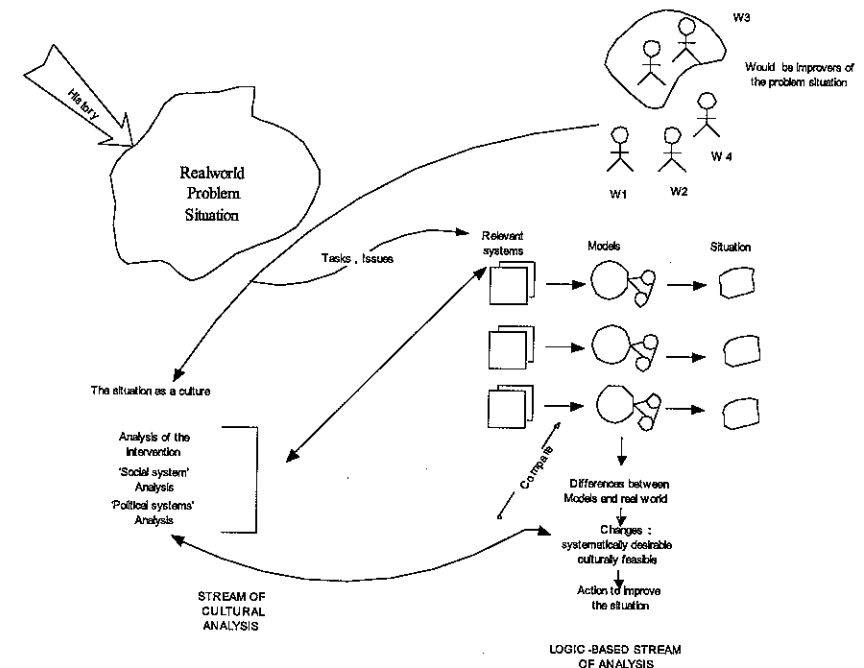 W3
Would be improvers of
the problem situation
History
Realworld
Problem
Situation
W 4
W1
W2
Relevant
systems
Models
Situation
Tasks , Issues
The situation as a culture
Analysis of the
intervention
'Social system'
Analysis
'Political systems'
Analysis
Compare
Differences between
Models and real world
Changes :
systematically desirable
culturally feasible
Action to improve
the situation
STREAM OF
CULTURAL
ANALYSIS
LOGIC -BASED STREAM
OF ANALYSIS